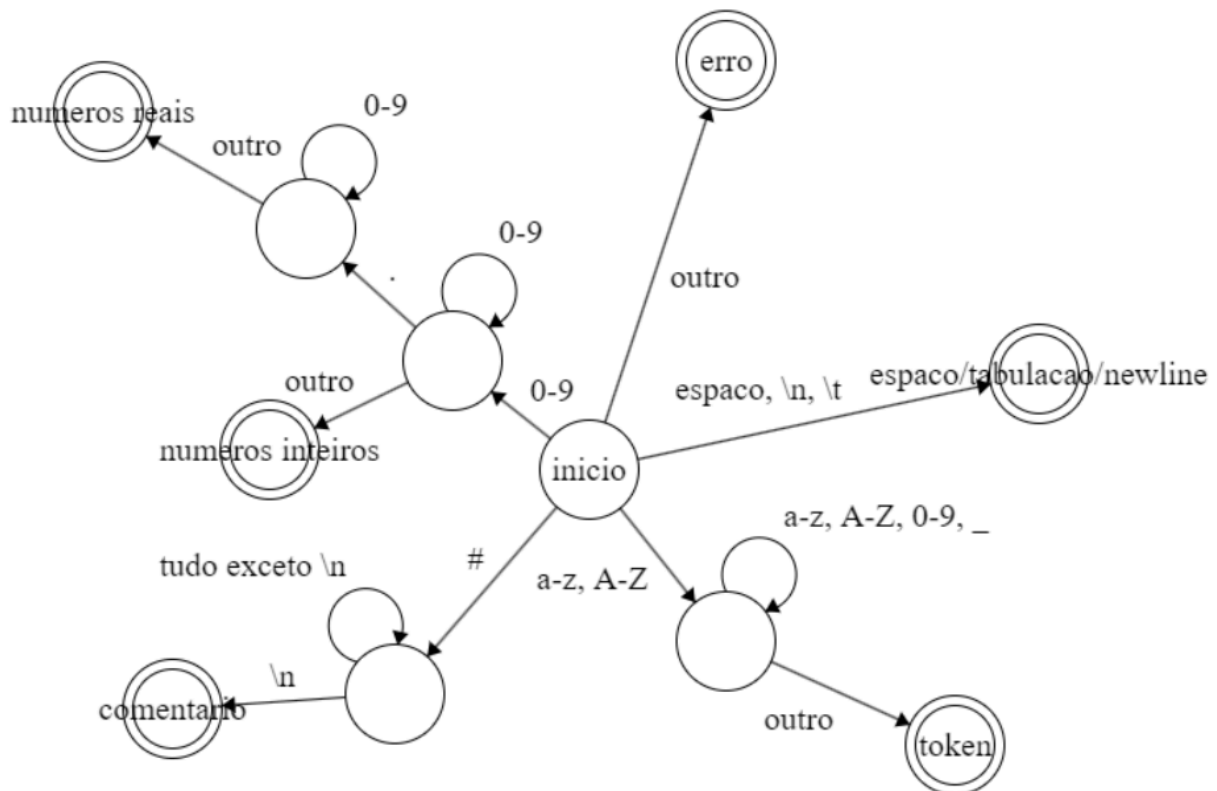 erro
numeros reais
0-9
outro
0-9
.
outro
outro
0-9
espaco, \n, \t
espaco/tabulacao/newline
numeros inteiros
inicio
a-z, A-Z, 0-9, _
tudo exceto \n
#
a-z, A-Z
\n
comentario
outro
token